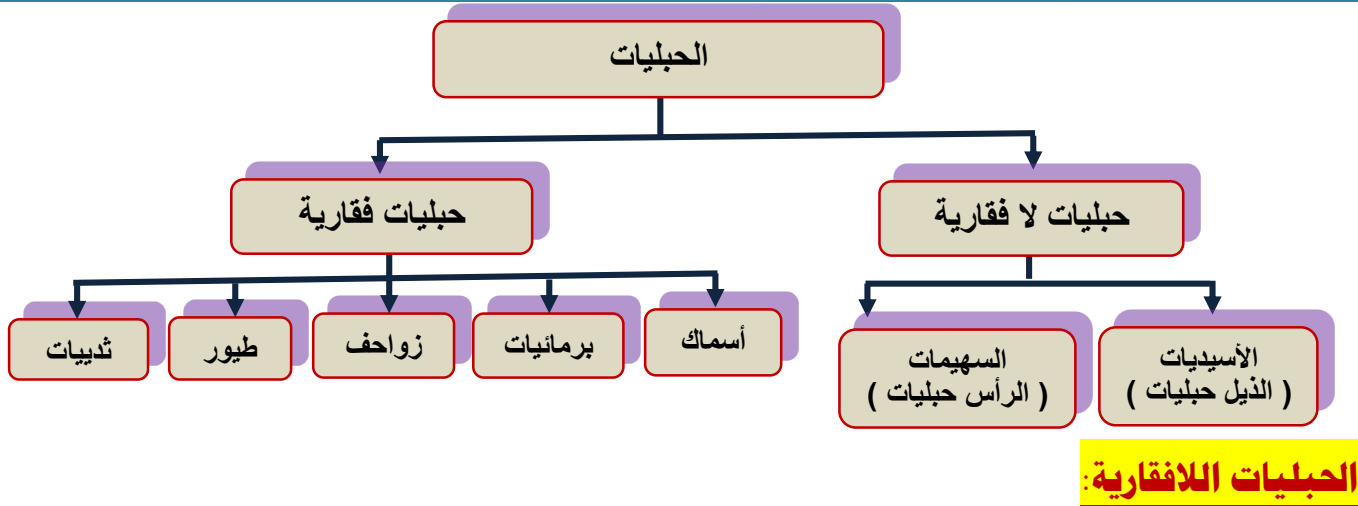 الحبليات
حبليات لا فقارية
حبليات فقارية
الأسيديات
( الذيل حبليات )
السهيمات
( الرأس حبليات )
أسماك
برمائيات
زواحف
طيور
ثدييات
الحبليات اللافقارية: